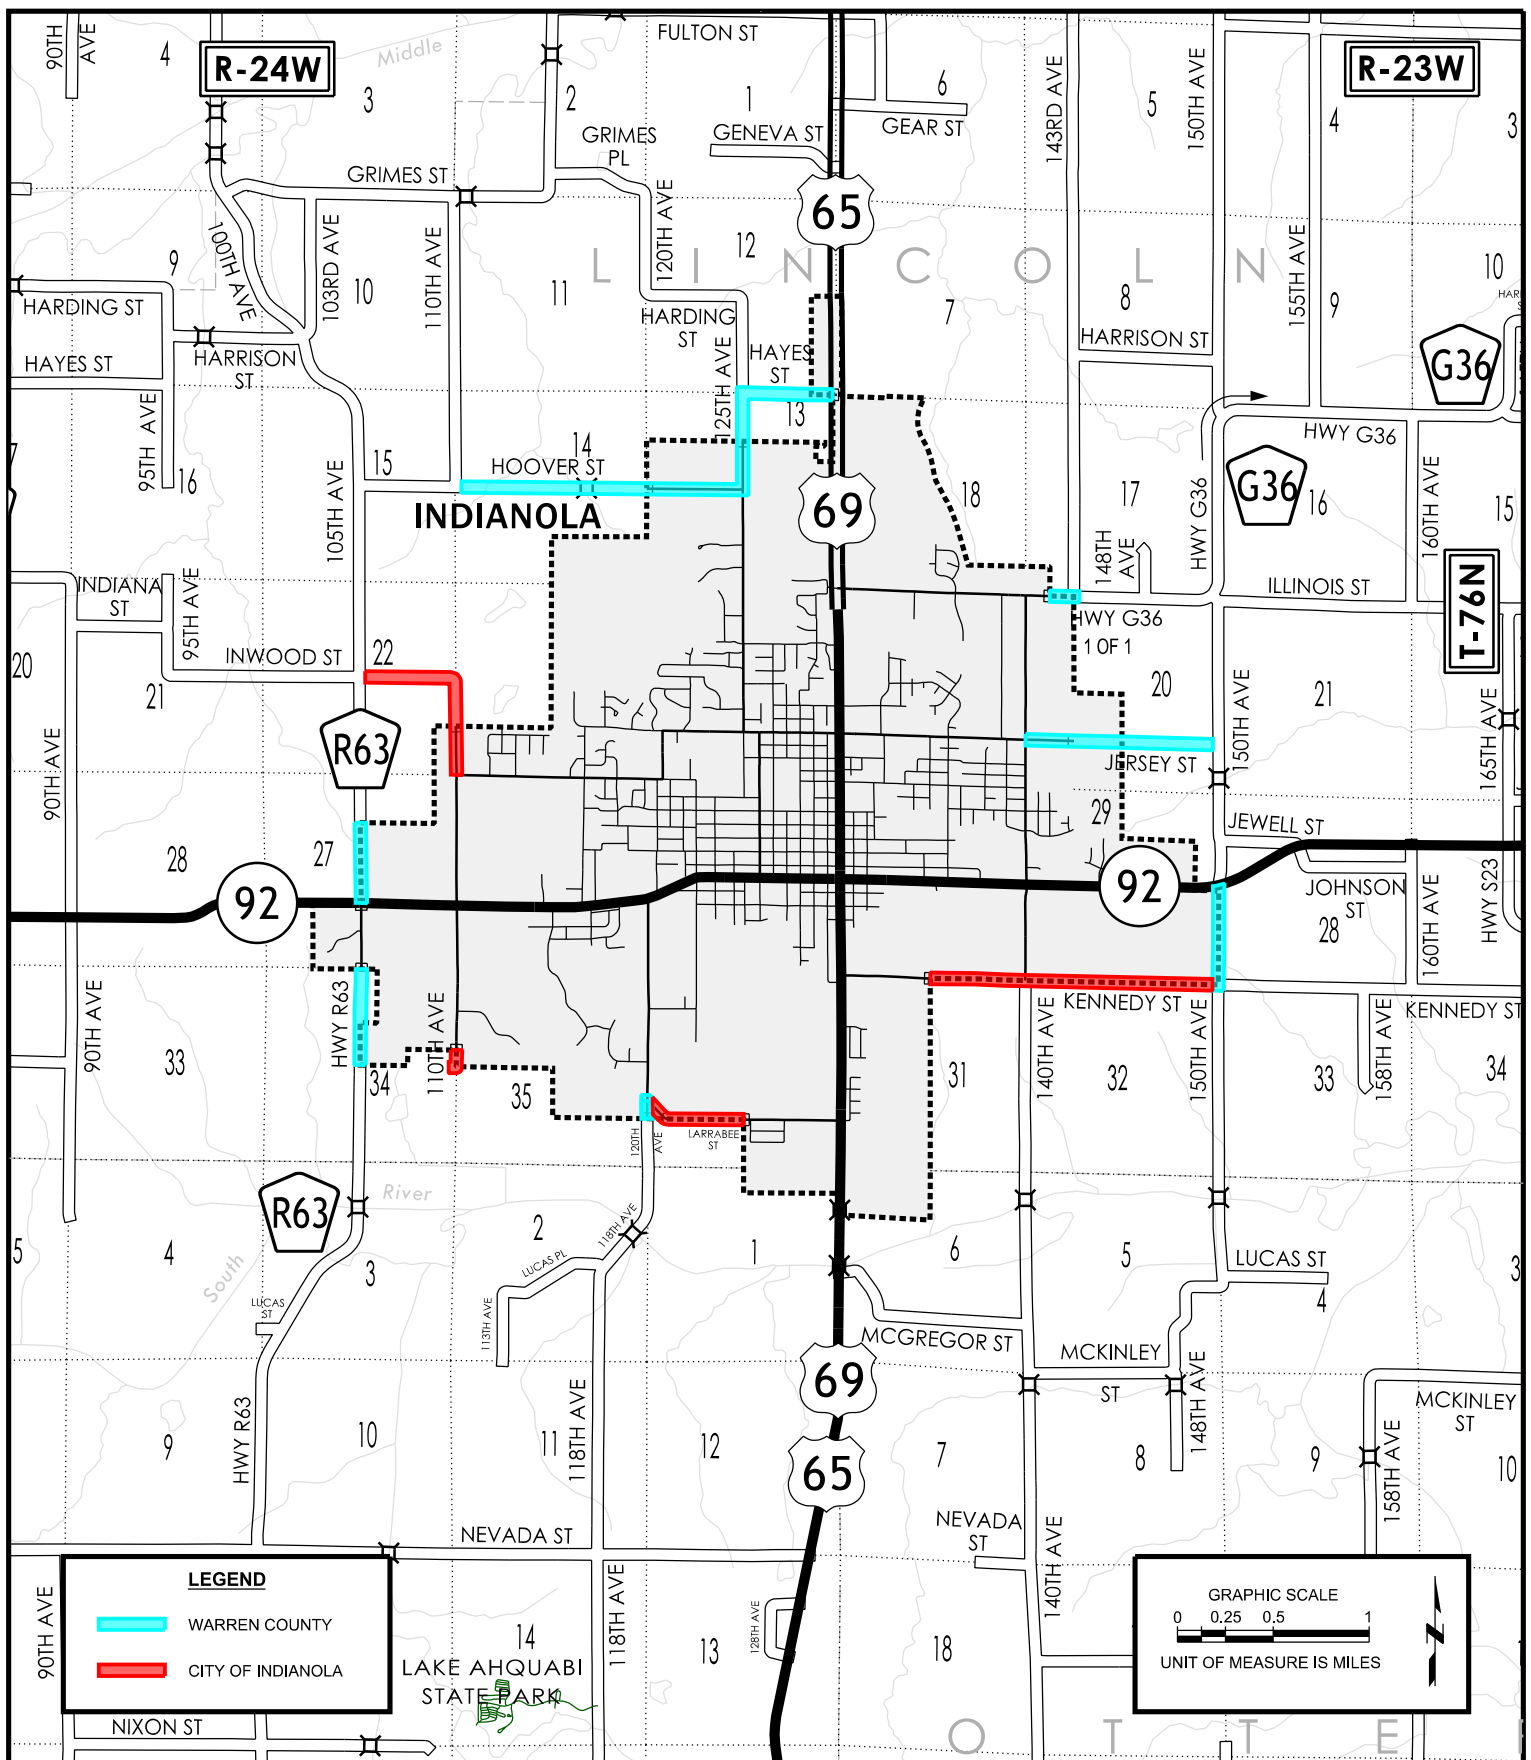 90TH
AVE
4
R-24W
3
Middle
2
FULTON ST
1
6
143RD AVE
5
150TH AVE
R-23W
4
3
GRIMES
PL
GENEVA ST
GEAR ST
GRIMES ST
65
120TH AVE
12
9
100TH AVE
103RD AVE
10
110TH AVE
11
L I N C O L N
7
8
155TH AVE
9
10
HARDING ST
HARDING
ST
HARRISON ST
HAYES ST
HARRISON
ST
125TH AVE
HAYES
ST
13
G36
95TH AVE
16
15
105TH AVE
14
HOOVER ST
INDIANOLA
69
18
17
HWY G36
G36
HWY G36
16
160TH AVE
15
148TH
AVE
INDIANA
ST
95TH AVE
ILLINOIS ST
T-76N
HWY G36
1 OF 1
20
21
INWOOD ST
22
20
150TH AVE
21
165TH AVE
90TH AVE
R63
JERSEY ST
29
JEWELL ST
28
27
92
92
JOHNSON
ST
28
160TH AVE
HWY S23
90TH AVE
33
HWY R63
34
110TH AVE
35
KENNEDY ST
KENNEDY ST
31
140TH AVE
32
150TH AVE
33
158TH AVE
34
120TH
AVE
LARRABEE
ST
River
R63
South
5
4
3
2
118TH AVE
LUCAS PL
113TH AVE
LUCAS
ST
1
6
5
LUCAS ST
4
3
MCGREGOR ST
MCKINLEY
ST
148TH AVE
69
MCKINLEY
ST
HWY R63
9
10
11
118TH AVE
12
65
7
8
9
158TH AVE
10
NEVADA ST
NEVADA
ST
140TH AVE
90TH AVE
LEGEND
WARREN COUNTY
CITY OF INDIANOLA
14
LAKE AHQUABI
STATE PARK
118TH AVE
13
128TH AVE
18
GRAPHIC SCALE
0 0.25 0.5 1
UNIT OF MEASURE IS MILES
NIXON ST
O T T E